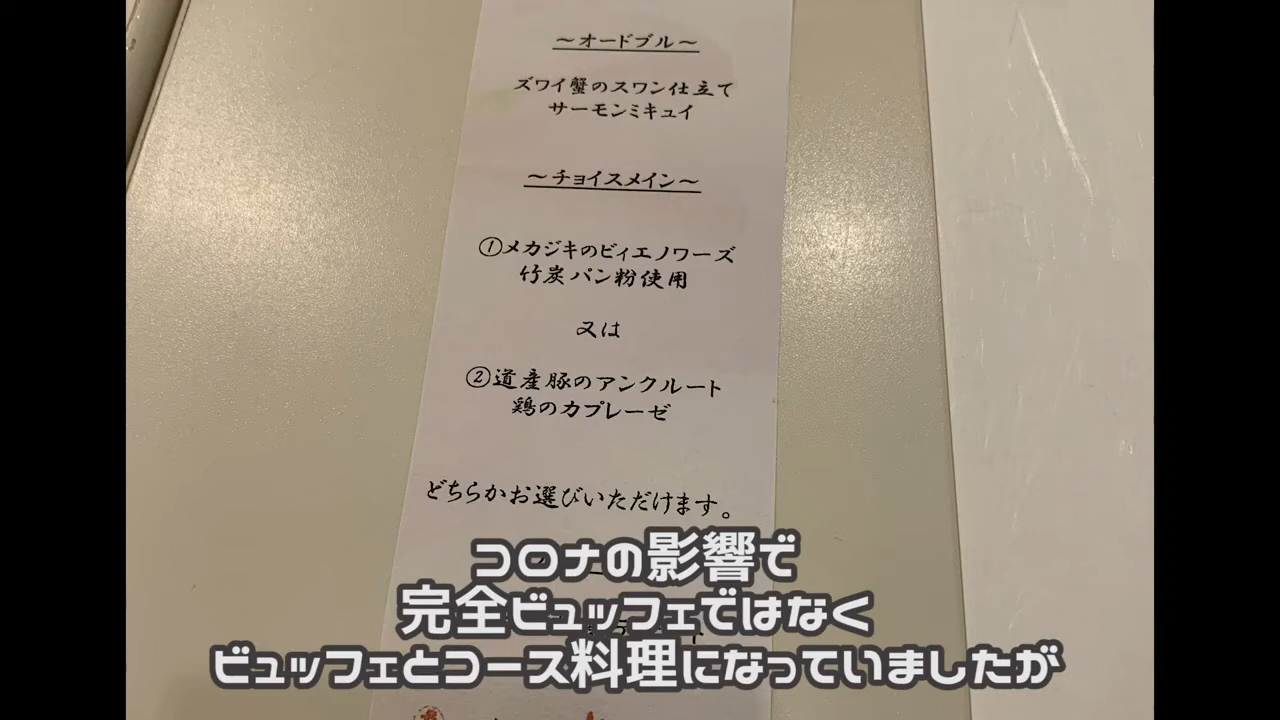 ～オードブル～
ズワイ蟹のスワン仕立て
サーモンミキュイ
～チョイスメイン～
①メカジキのビィエノワーズ
竹炭パン粉使用
又は
②道産豚のアンクルート
鶏のカプレーゼ
どちらかお選びいただけます。
コロナの影響で
完全ビュッフェではなく
ビュッフェとコース料理になっていましたが